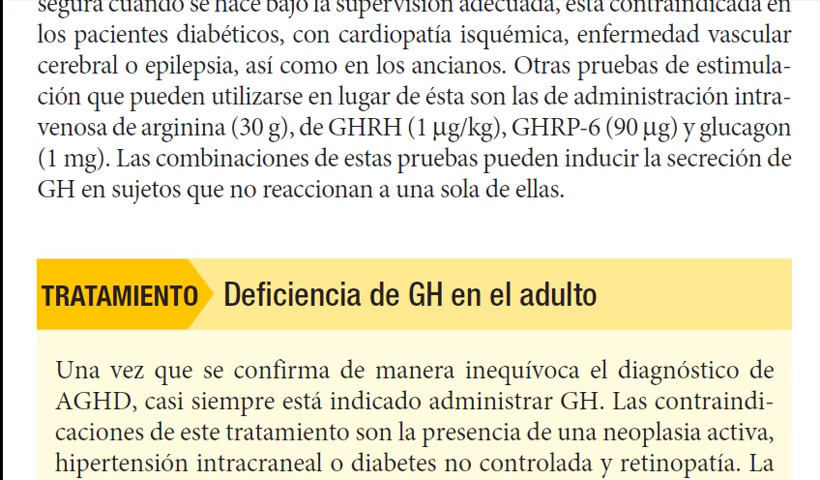 segura cuando se hace bajo la supervisión adecuada, está contraindicada en
los pacientes diabéticos, con cardiopatía isquémica, enfermedad vascular
cerebral o epilepsia, así como en los ancianos. Otras pruebas de estimula-
ción que pueden utilizarse en lugar de ésta son las de administración intra-
venosa de arginina (30 g), de GHRH (1 µg/kg), GHRP-6 (90 µg) y glucagon
(1 mg). Las combinaciones de estas pruebas pueden inducir la secreción de
GH en sujetos que no reaccionan a una sola de ellas.
TRATAMIENTO Deficiencia de GH en el adulto
Una vez que se confirma de manera inequívoca el diagnóstico de
AGHD, casi siempre está indicado administrar GH. Las contraindi-
caciones de este tratamiento son la presencia de una neoplasia activa,
hipertensión intracraneal o diabetes no controlada y retinopatía. La